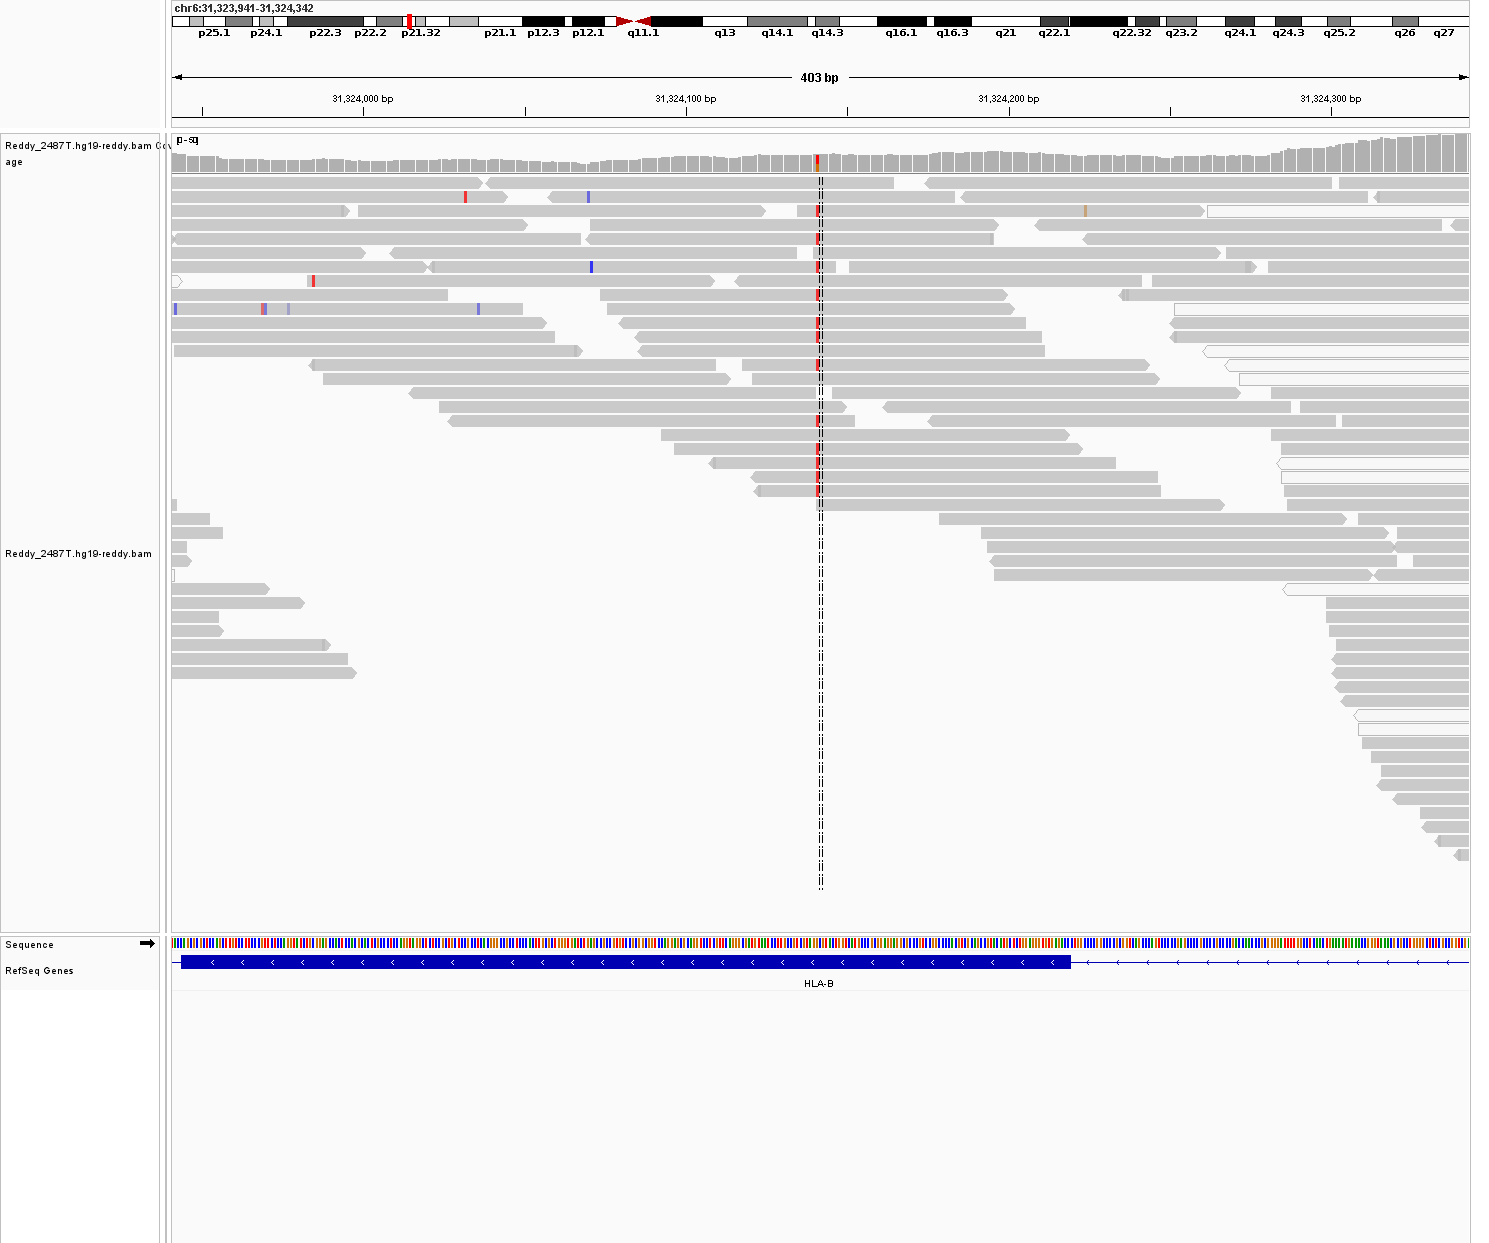 chr6:31,323,941-31,324,342
p25.1 p24.1 p22.3 p22.2 p21.32 p21.1 p12.3 p12.1 q11.1 q13 q14.1 q14.3 q16.1 q16.3 q21 q22.1 q22.32 q23.2 q24.1 q24.3 q25.2 q26 q27
403 bp
31,324,000 bp 31,324,100 bp 31,324,200 bp 31,324,300 bp
Reddy_2487T.hg19-reddy.bam Cov
age
Reddy_2487T.hg19-reddy.bam
Sequence
RefSeq Genes
HLA-B